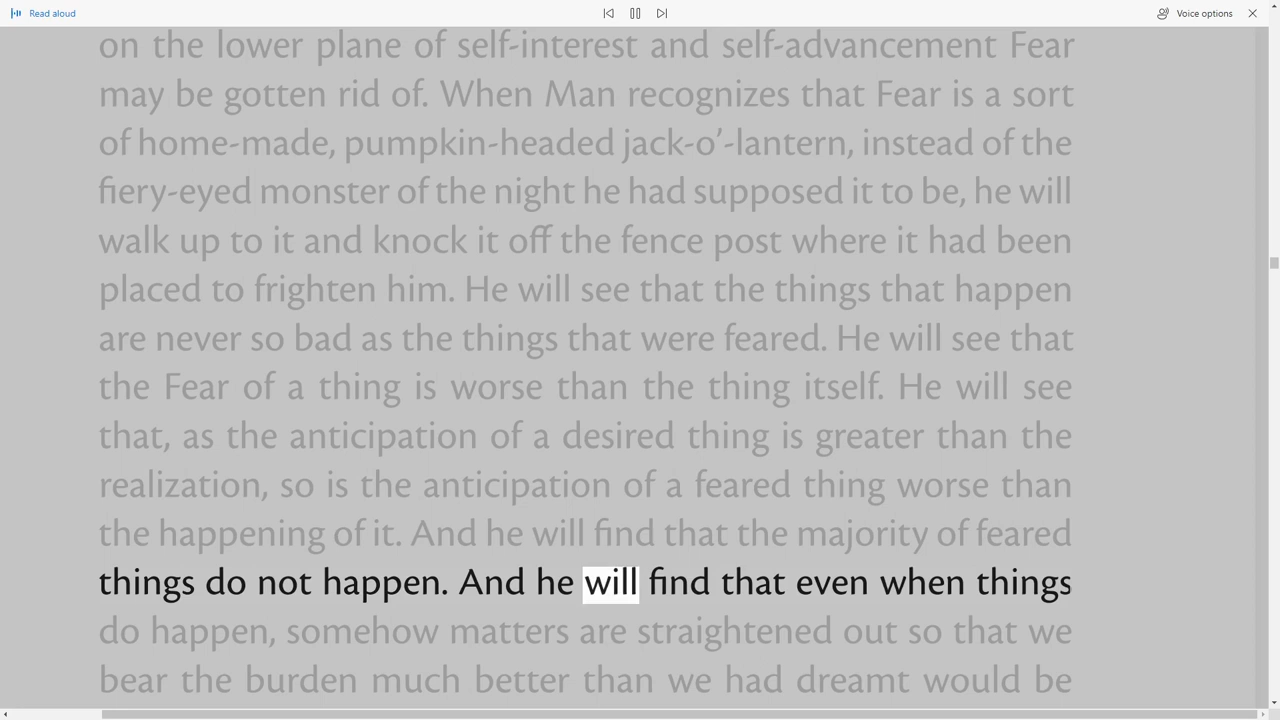 Read aloud
Voice options
on the lower plane of self-interest and self-advancement Fear
may be gotten rid of. When Man recognizes that Fear is a sort
of home-made, pumpkin-headed jack-o’-lantern, instead of the
fiery-eyed monster of the night he had supposed it to be, he will
walk up to it and knock it off the fence post where it had been
placed to frighten him. He will see that the things that happen
are never so bad as the things that were feared. He will see that
the Fear of a thing is worse than the thing itself. He will see
that, as the anticipation of a desired thing is greater than the
realization, so is the anticipation of a feared thing worse than
the happening of it. And he will find that the majority of feared
things do not happen. And he will find that even when things
do happen, somehow matters are straightened out so that we
bear the burden much better than we had dreamt would be